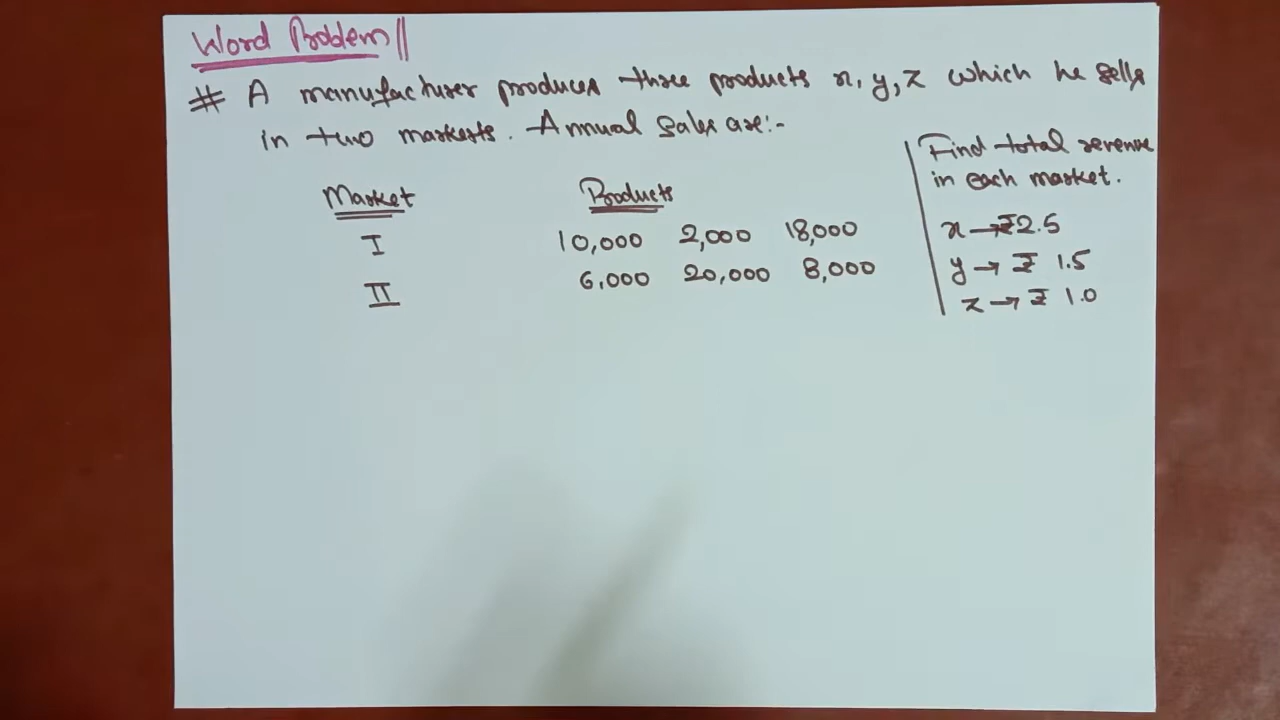 Word Problem
# A manufacturer produces three products x, y, z which he sells
in two markets. Annual sales are:-
Market Products
I 10,000 2,000 18,000
II 6,000 20,000 8,000
Find total revenue
in each market.
x → ₹2.5
y → ₹ 1.5
z → ₹ 1.0